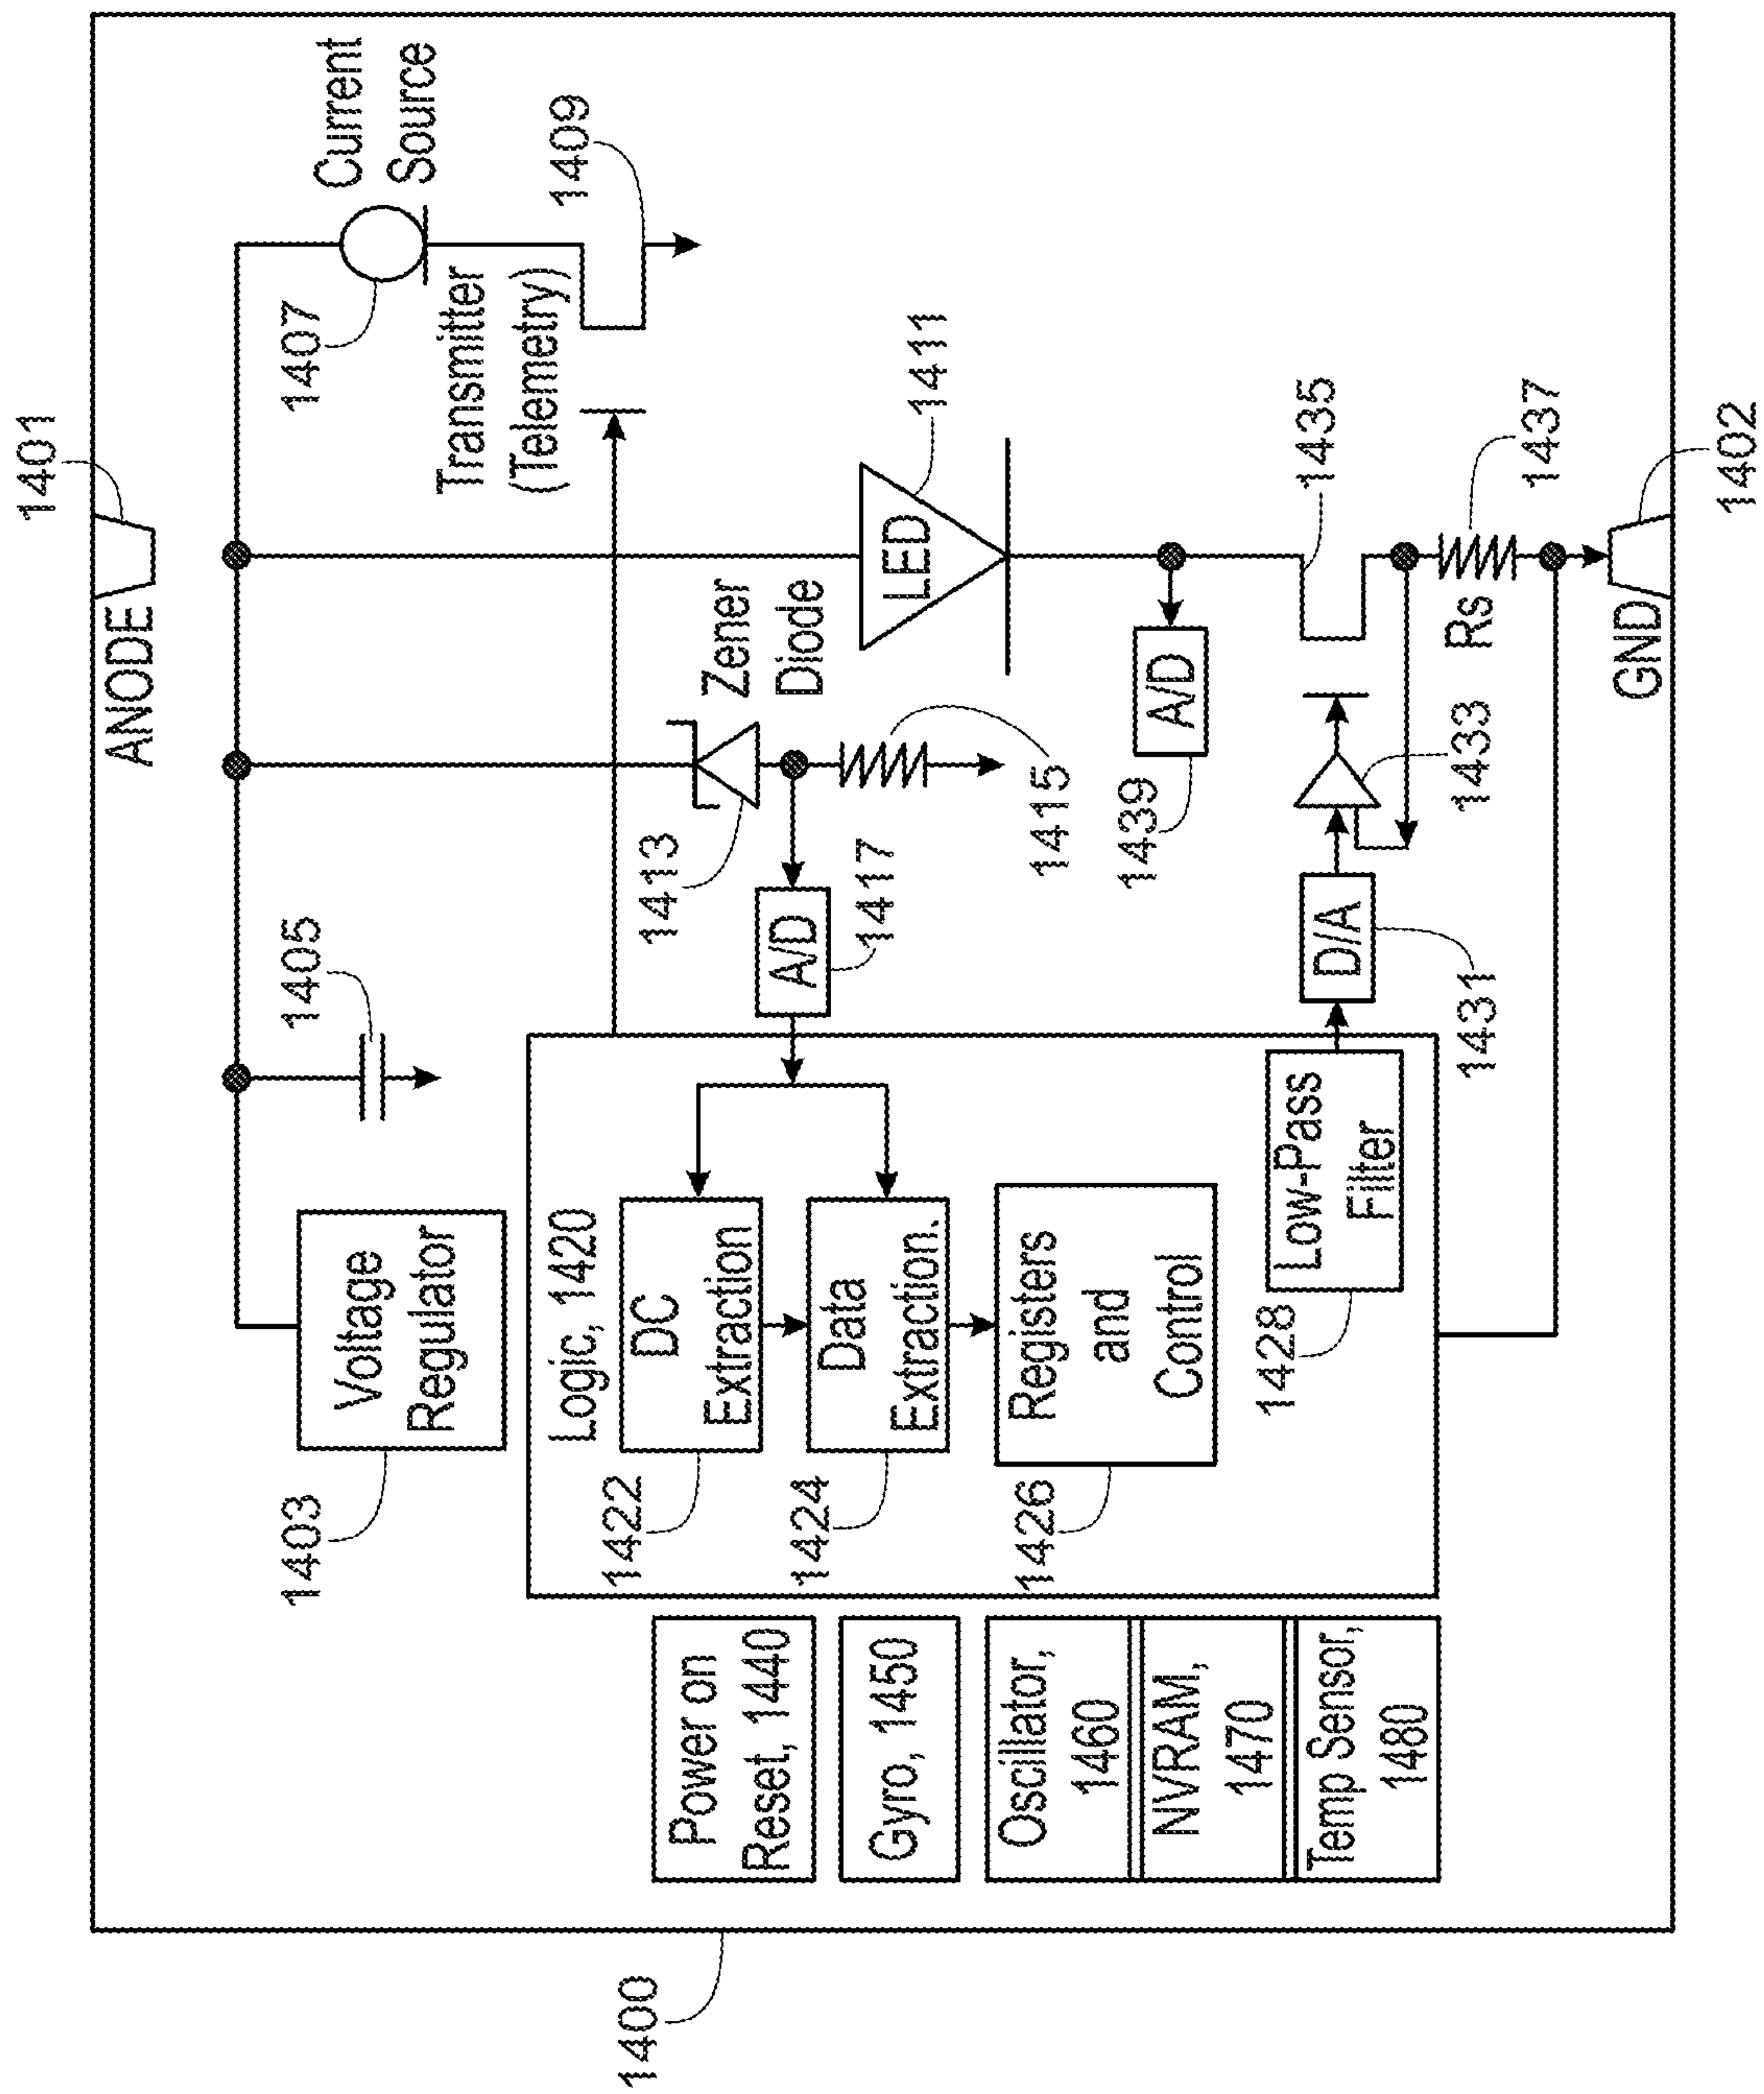 1400
1401
ANODE
1403
Voltage
Regulator
1405
1407
Current
Source
Transmitter
(Telemetry)
1409
LED
1411
Zener
Diode
1413
1415
A/D
1417
Logic, 1420
DC
Extraction
1422
Data
Extraction.
1424
Registers
and
Control
1426
Low-Pass
Filter
1428
D/A
1431
1433
1435
Rs
1437
A/D
1439
GND
1402
Power on
Reset, 1440
Gyro, 1450
Oscillator,
1460
NVRAM,
1470
Temp Sensor,
1480